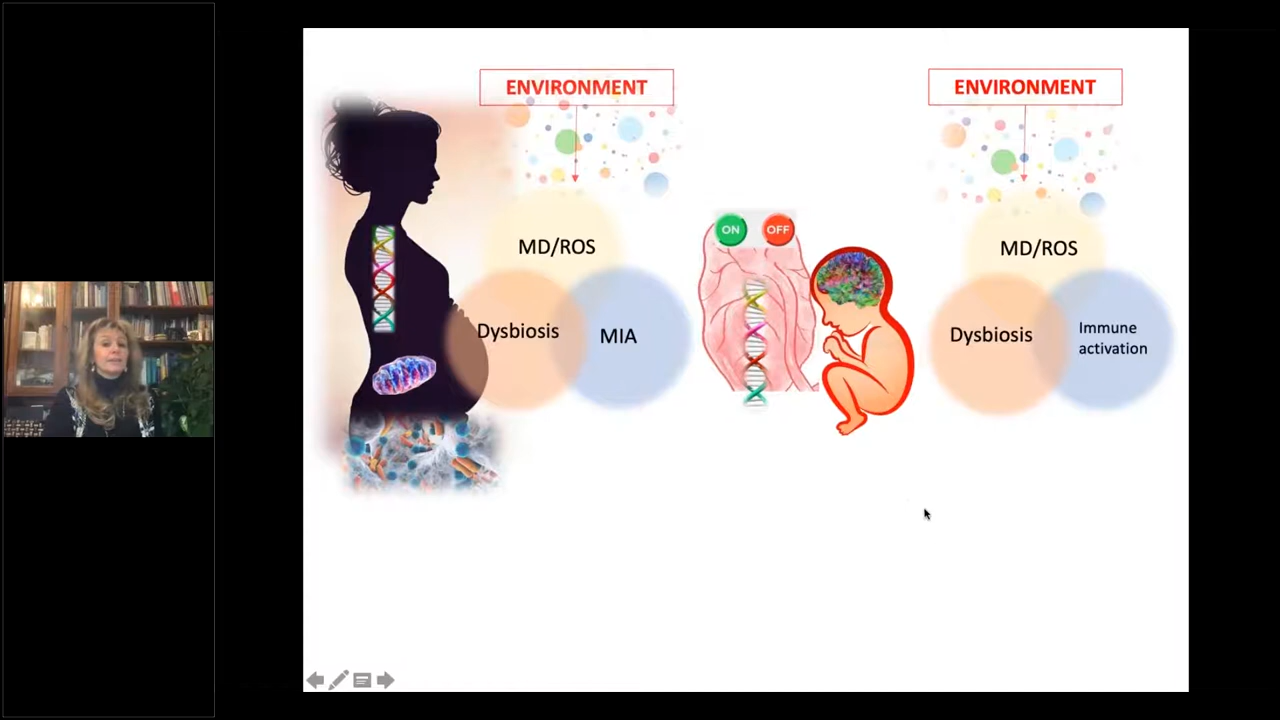 ENVIRONMENT
MD/ROS
Dysbiosis
MIA
ON
OFF
ENVIRONMENT
MD/ROS
Dysbiosis
Immune
activation